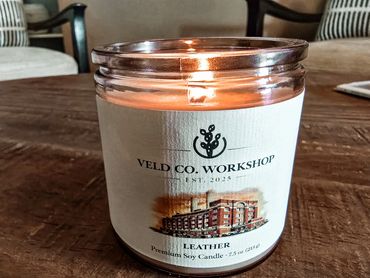 VELD CO. WORKSHOP
EST. 2025
LEATHER
Premium Soy Candle - 7.5 oz (213g)